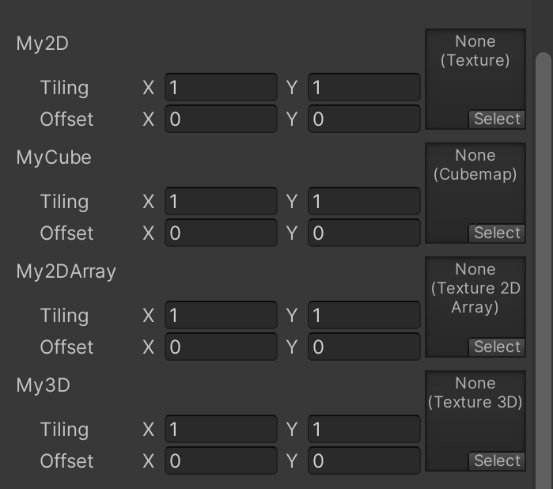 My2D
None
(Texture)
Tiling X 1 Y 1
Offset X 0 Y 0
Select
MyCube
None
(Cubemap)
Tiling X 1 Y 1
Offset X 0 Y 0
Select
My2DArray
None
(Texture 2D
Array)
Tiling X 1 Y 1
Offset X 0 Y 0
Select
My3D
None
(Texture 3D)
Tiling X 1 Y 1
Offset X 0 Y 0
Select